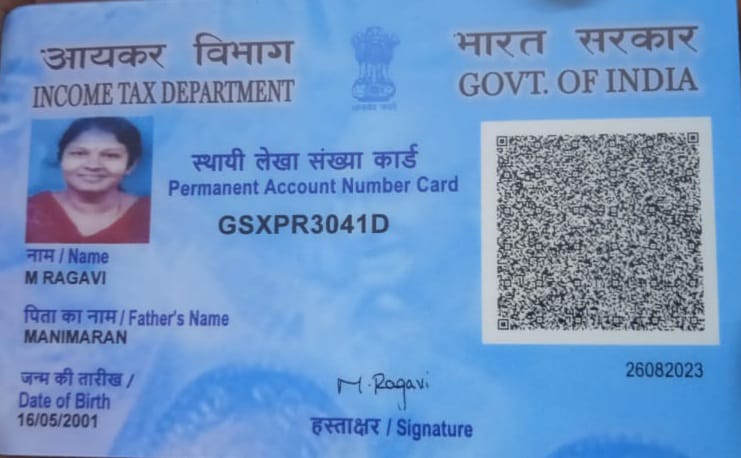 आयकर विभाग
INCOME TAX DEPARTMENT
भारत सरकार
GOVT. OF INDIA
स्थायी लेखा संख्या कार्ड
Permanent Account Number Card
GSXPR3041D
नाम / Name
M RAGAVI
पिता का नाम / Father's Name
MANIMARAN
जन्म की तारीख /
Date of Birth
16/05/2001
M. Ragavi
हस्ताक्षर / Signature
26082023